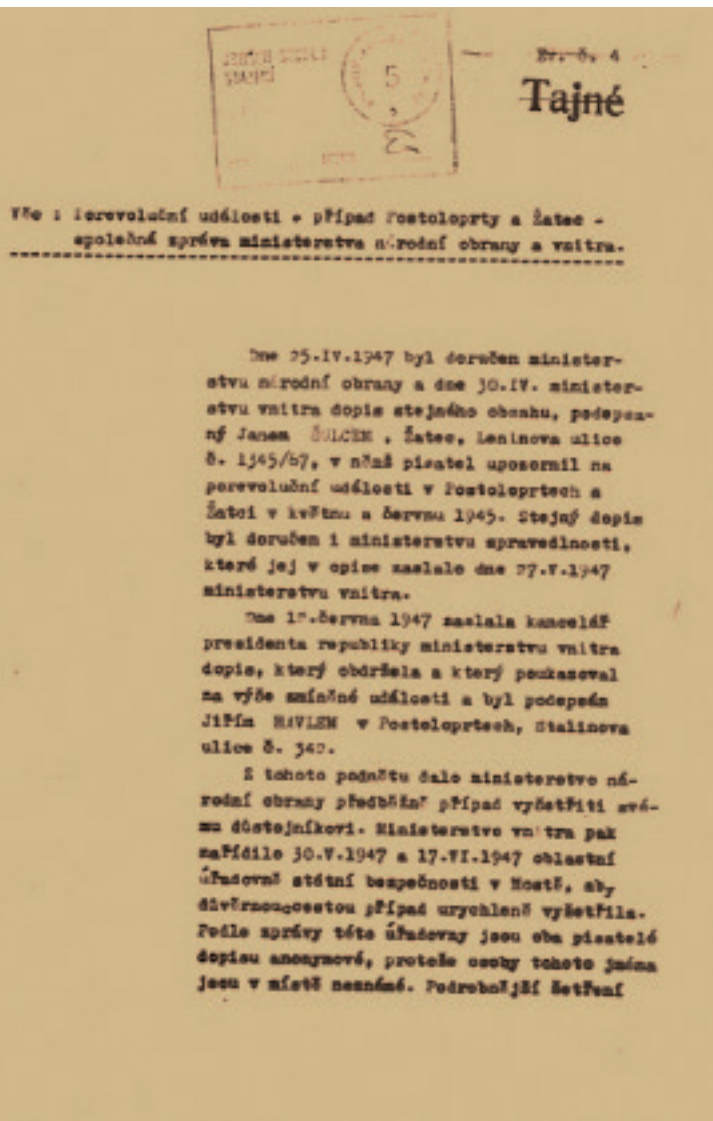 Ev. č. 4
Tajné
5
Věc : Porevoluční události - případ Postoloprty a Žatec -
společná zpráva ministerstva národní obrany a vnitra.
Dne 25.IV.1947 byl doručen minister-
stvu národní obrany a dne 30.IV. minister-
stvu vnitra dopis stejného obsahu, podepsa-
ný Janem ŠULCEM , Žatec, Leninova ulice
č. 1345/67, v němž pisatel upozornil na
porevoluční události v Postoloprtech a
Žatci v květnu a červnu 1945. Stejný dopis
byl doručen i ministerstvu spravedlnosti,
které jej v opise zaslalo dne 27.V.1947
ministerstvu vnitra.
Dne června 1947 zaslala kancelář
presidenta republiky ministerstvu vnitra
dopis, který obdržela a který poukazoval
na výše zmíněné události a byl podepsán
Jiřím HAVLEM v Postoloprtech, Stalinova
ulice č. 342.
Z tohoto podnětu dalo ministerstvo ná-
rodní obrany předběžně případ vyšetřiti své-
mu důstojníkovi. Ministerstvo vnitra pak
nařídilo 30.V.1947 a 17.VI.1947 oblastní
úřadovně státní bezpečnosti v Mostě, aby
důvěrnou cestou případ urychleně vyšetřila.
Podle zprávy této úřadovny jsou oba pisatelé
dopisu anonymové, protože osoby tohoto jména
jsou v místě neznámé. Podrobnější šetření